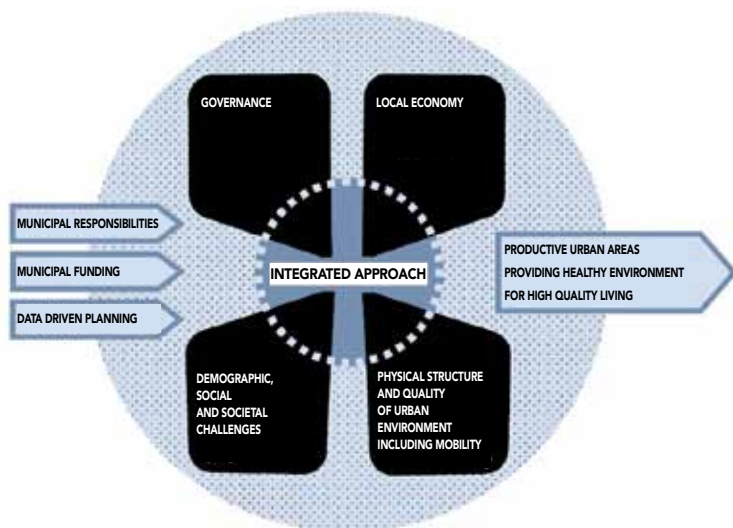 GOVERNANCE
LOCAL ECONOMY
MUNICIPAL RESPONSIBILITIES
MUNICIPAL FUNDING
DATA DRIVEN PLANNING
INTEGRATED APPROACH
PRODUCTIVE URBAN AREAS
PROVIDING HEALTHY ENVIRONMENT
FOR HIGH QUALITY LIVING
DEMOGRAPHIC,
SOCIAL
AND SOCIETAL
CHALLENGES
PHYSICAL STRUCTURE
AND QUALITY
OF URBAN
ENVIRONMENT
INCLUDING MOBILITY